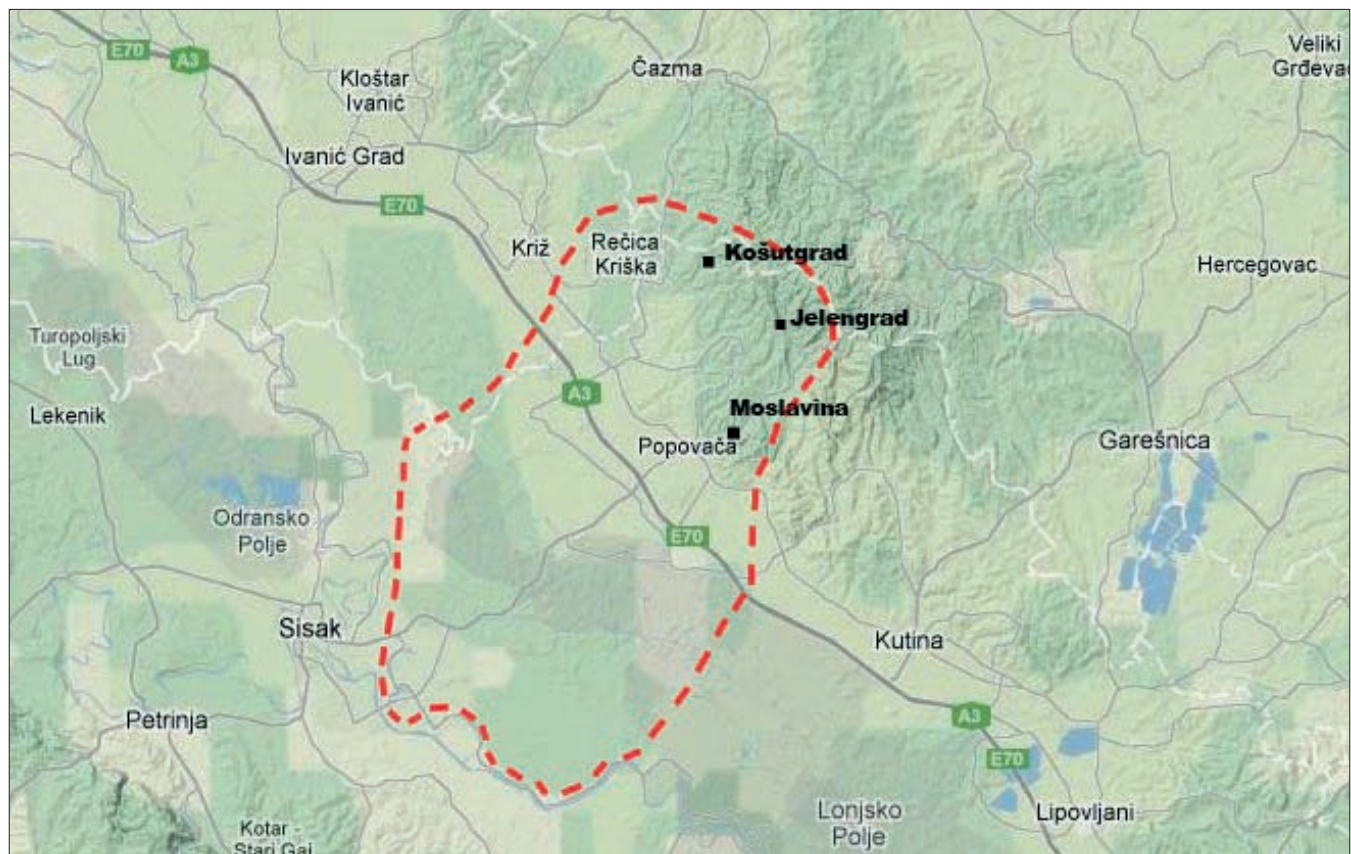 E70
A3
Kloštar
Ivanić
Čazma
Veliki
Grđevac
Ivanić Grad
E70
Križ
Rečica
Kriška
Košutgrad
Hercegovac
Jelengrad
Turopoljski
Lug
A3
Moslavina
Lekenik
Popovača
Garešnica
Odransko
Polje
E70
Sisak
Kutina
Petrinja
A3
E70
Lonjsko
Polje
Lipovljani
Kotar -
Stari Gaj